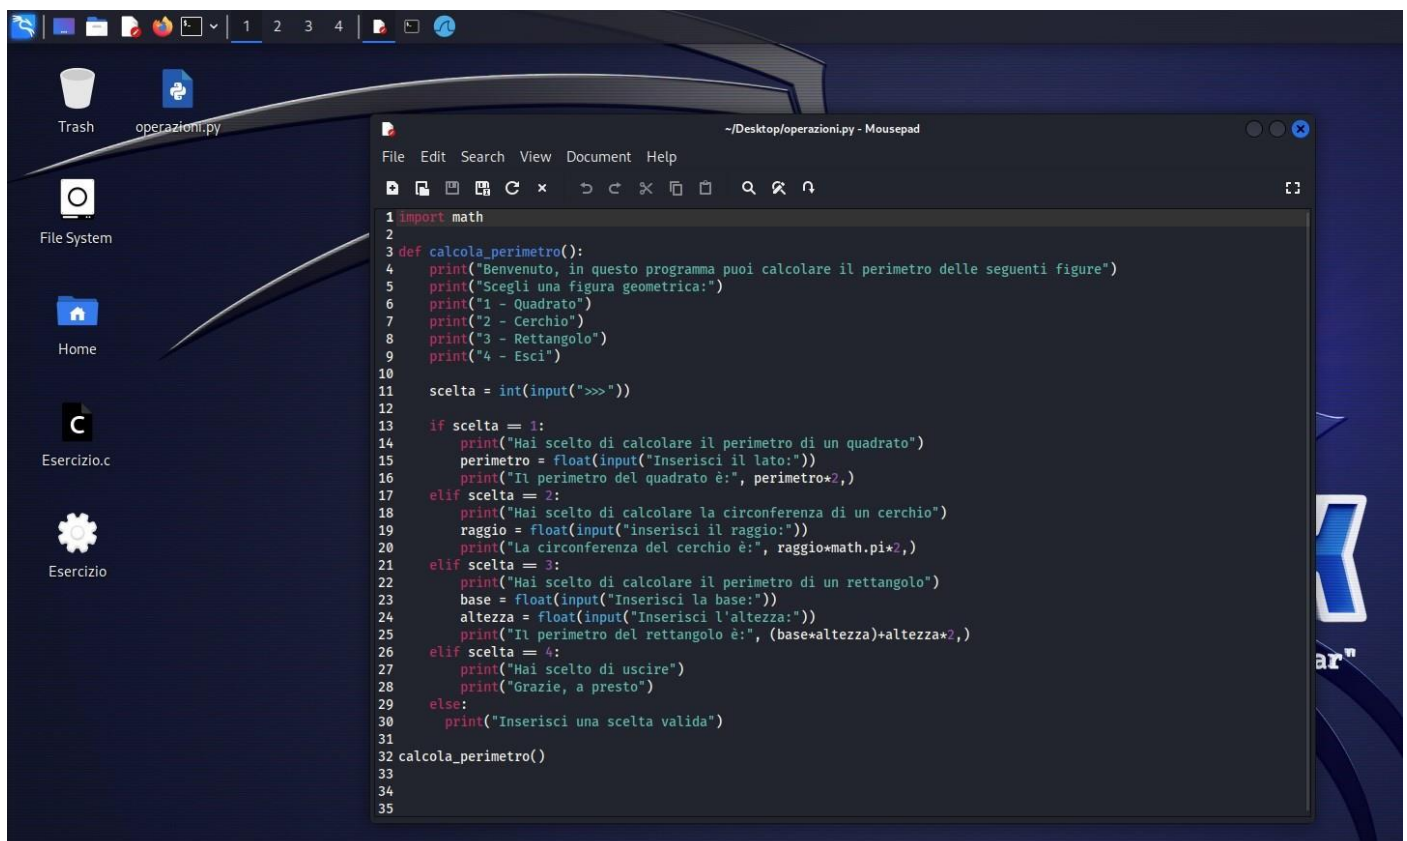 1 2 3 4
Trash
operazioni.py
File System
Home
C
Esercizio.c
Esercizio
~/Desktop/operazioni.py - Mousepad
File Edit Search View Document Help
1 import math
2
3 def calcola_perimetro():
4 print("Benvenuto, in questo programma puoi calcolare il perimetro delle seguenti figure")
5 print("Scegli una figura geometrica:")
6 print("1 - Quadrato")
7 print("2 - Cerchio")
8 print("3 - Rettangolo")
9 print("4 - Esci")
10
11 scelta = int(input(">>>"))
12
13 if scelta == 1:
14 print("Hai scelto di calcolare il perimetro di un quadrato")
15 perimetro = float(input("Inserisci il lato:"))
16 print("Il perimetro del quadrato è:", perimetro*2,)
17 elif scelta == 2:
18 print("Hai scelto di calcolare la circonferenza di un cerchio")
19 raggio = float(input("inserisci il raggio:"))
20 print("La circonferenza del cerchio è:", raggio*math.pi*2,)
21 elif scelta == 3:
22 print("Hai scelto di calcolare il perimetro di un rettangolo")
23 base = float(input("Inserisci la base:"))
24 altezza = float(input("Inserisci l'altezza:"))
25 print("Il perimetro del rettangolo è:", (base*altezza)+altezza*2,)
26 elif scelta == 4:
27 print("Hai scelto di uscire")
28 print("Grazie, a presto")
29 else:
30 print("Inserisci una scelta valida")
31
32 calcola_perimetro()
33
34
35
ar"